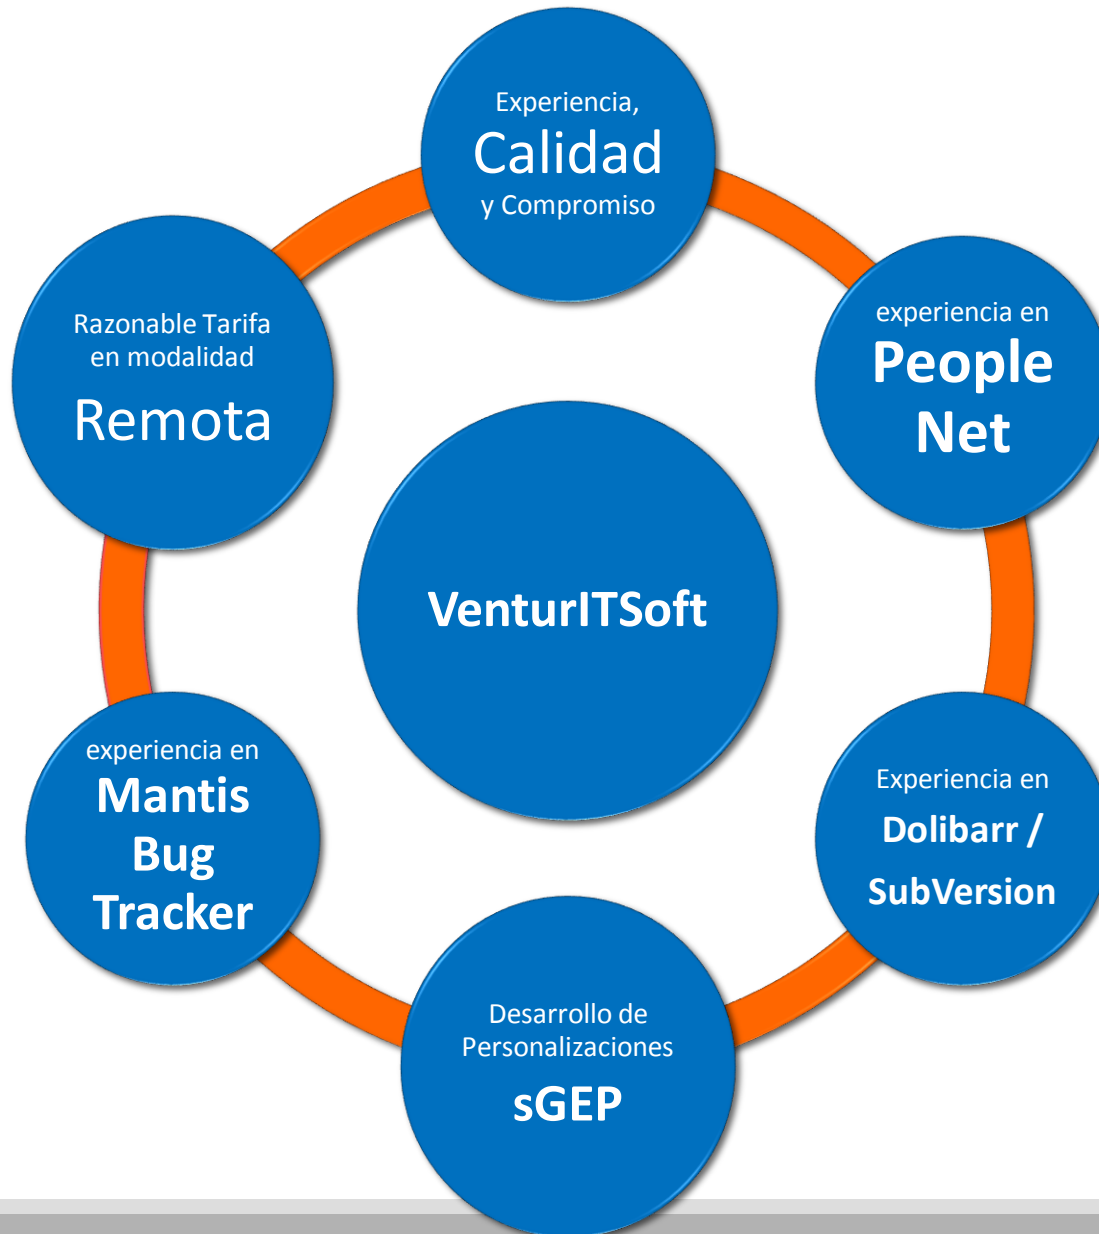 Experiencia,
Calidad
y Compromiso
experiencia en
People
Net
Experiencia en
Dolibarr /
SubVersion
Desarrollo de
Personalizaciones
sGEP
experiencia en
Mantis
Bug
Tracker
Razonable Tarifa
en modalidad
Remota
VenturITSoft